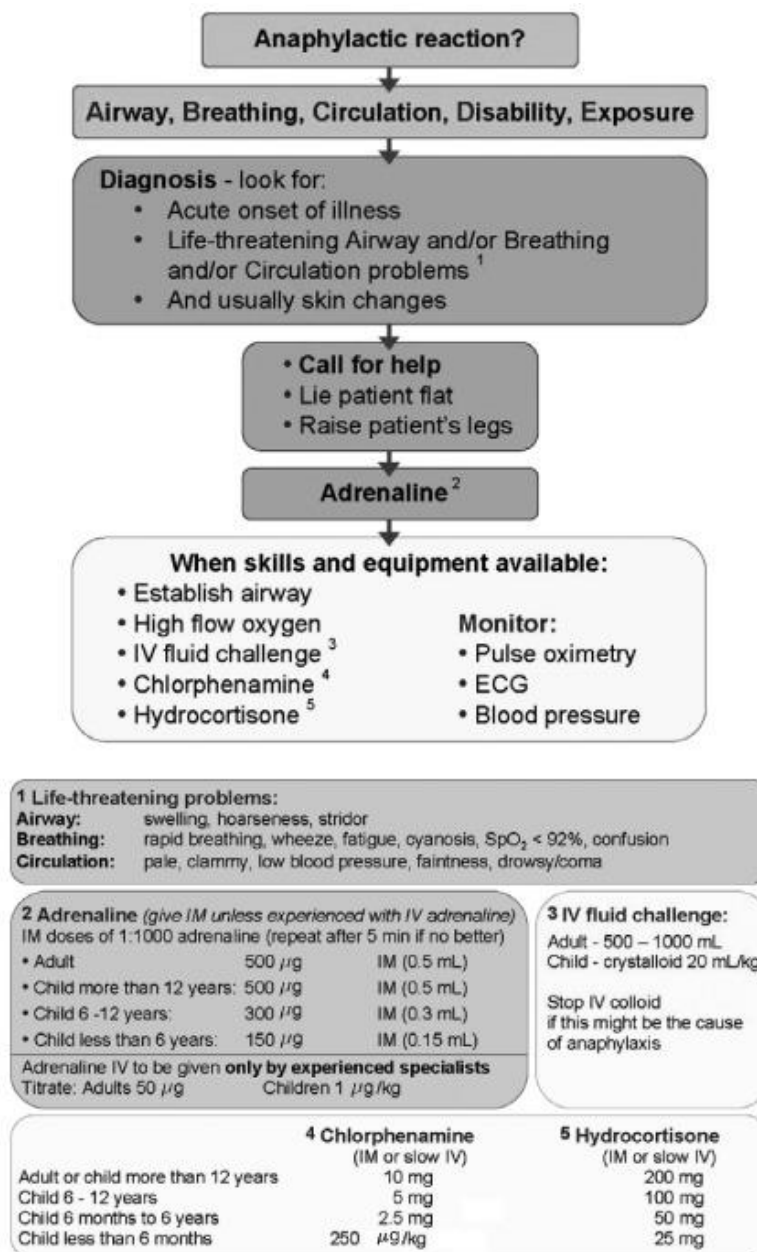 Anaphylactic reaction?
Airway, Breathing, Circulation, Disability, Exposure
Diagnosis - look for:
• Acute onset of illness
• Life-threatening Airway and/or Breathing
and/or Circulation problems 1
• And usually skin changes
• Call for help
• Lie patient flat
• Raise patient's legs
Adrenaline 2
When skills and equipment available:
• Establish airway
• High flow oxygen
• IV fluid challenge 3
• Chlorphenamine 4
• Hydrocortisone 5
Monitor:
• Pulse oximetry
• ECG
• Blood pressure
1 Life-threatening problems:
Airway: swelling, hoarseness, stridor
Breathing: rapid breathing, wheeze, fatigue, cyanosis, SpO₂ < 92%, confusion
Circulation: pale, clammy, low blood pressure, faintness, drowsy/coma
2 Adrenaline (give IM unless experienced with IV adrenaline)
IM doses of 1:1000 adrenaline (repeat after 5 min if no better)
• Adult 500 µg IM (0.5 mL)
• Child more than 12 years: 500 µg IM (0.5 mL)
• Child 6 -12 years: 300 µg IM (0.3 mL)
• Child less than 6 years: 150 µg IM (0.15 mL)
Adrenaline IV to be given only by experienced specialists
Titrate: Adults 50 µg Children 1 µg/kg
3 IV fluid challenge:
Adult - 500 – 1000 mL
Child - crystalloid 20 mL/kg
Stop IV colloid
if this might be the cause
of anaphylaxis
4 Chlorphenamine 5 Hydrocortisone
(IM or slow IV) (IM or slow IV)
Adult or child more than 12 years 10 mg 200 mg
Child 6 - 12 years 5 mg 100 mg
Child 6 months to 6 years 2.5 mg 50 mg
Child less than 6 months 250 µg/kg 25 mg